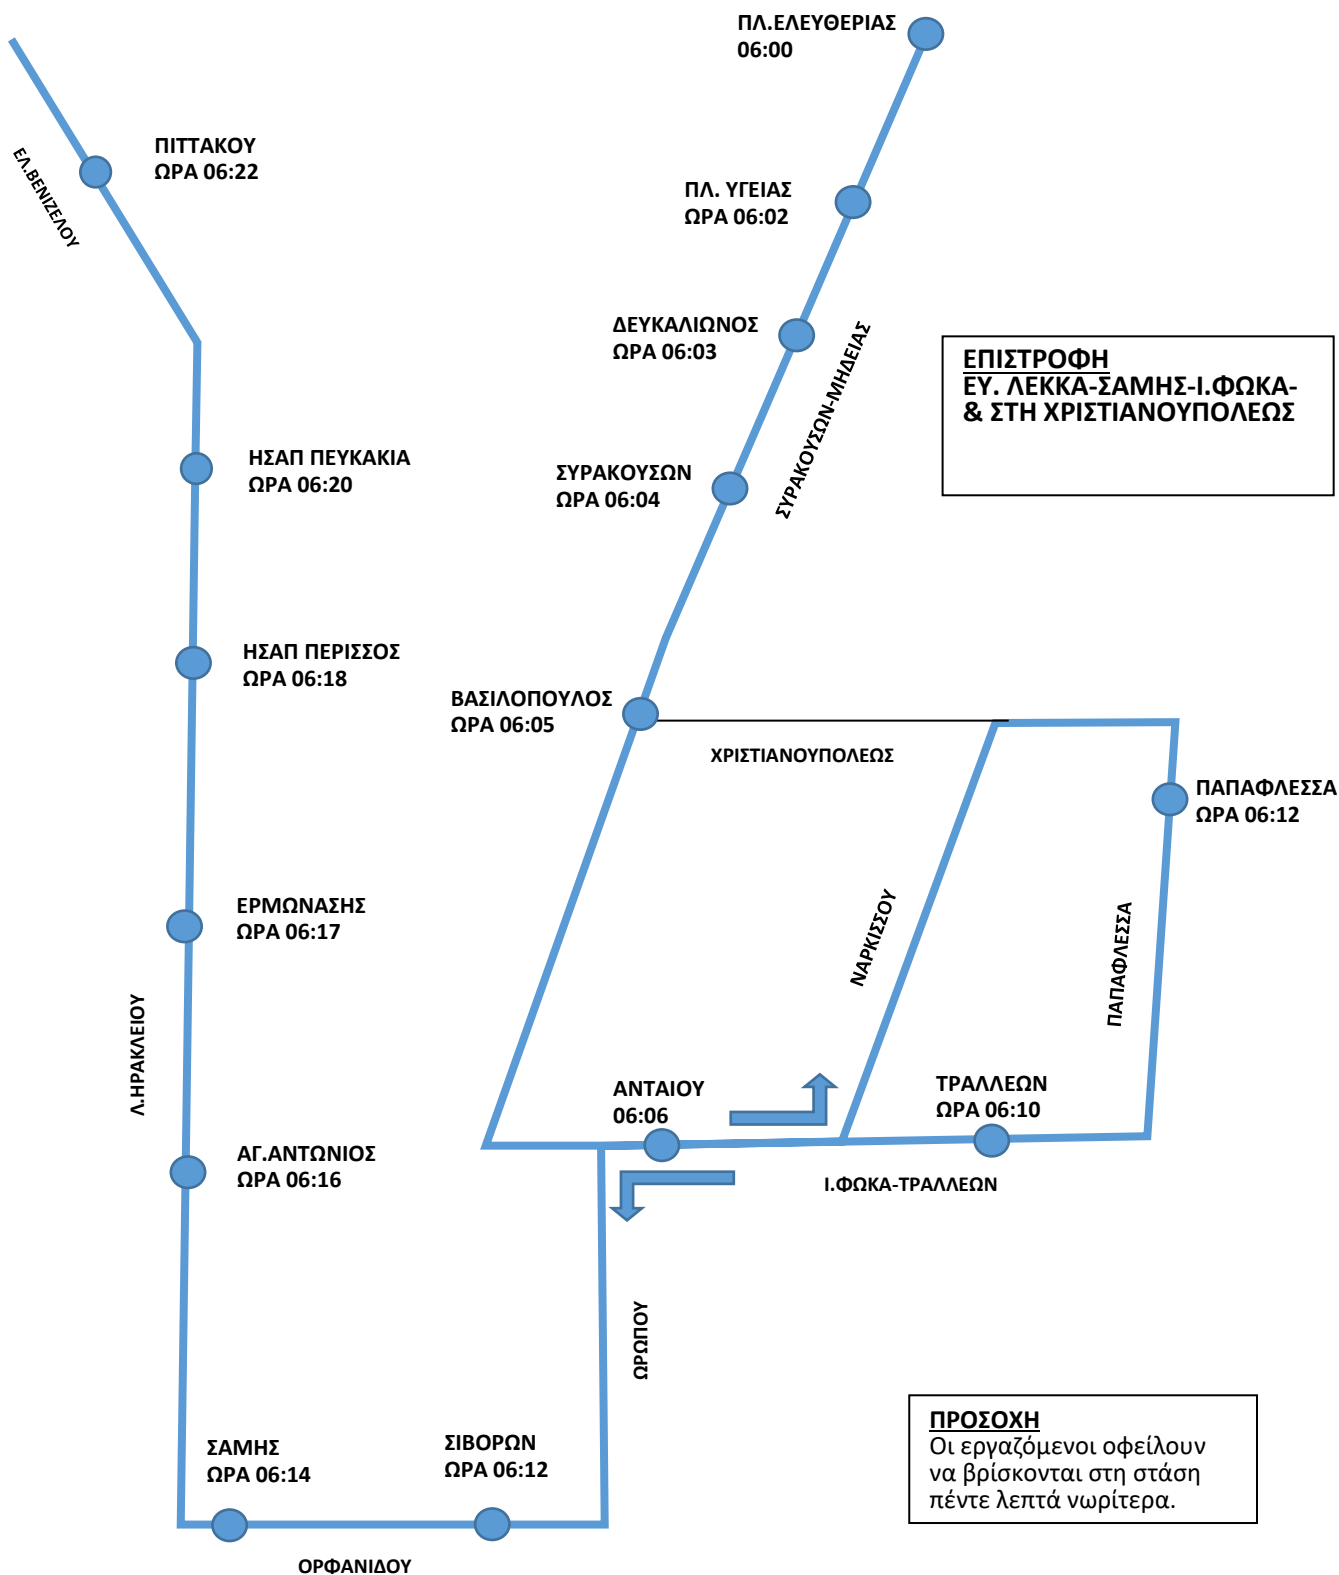 ΠΛ.ΕΛΕΥΘΕΡΙΑΣ
06:00
ΠΙΤΤΑΚΟΥ
ΩΡΑ 06:22
ΕΛ.ΒΕΝΙΖΕΛΟΥ
ΠΛ. ΥΓΕΙΑΣ
ΩΡΑ 06:02
ΔΕΥΚΑΛΙΩΝΟΣ
ΩΡΑ 06:03
ΣΥΡΑΚΟΥΣΩΝ-ΜΗΔΕΙΑΣ
ΕΠΙΣΤΡΟΦΗ
ΕΥ. ΛΕΚΚΑ-ΣΑΜΗΣ-Ι.ΦΩΚΑ-
& ΣΤΗ ΧΡΙΣΤΙΑΝΟΥΠΟΛΕΩΣ
ΗΣΑΠ ΠΕΥΚΑΚΙΑ
ΩΡΑ 06:20
ΣΥΡΑΚΟΥΣΩΝ
ΩΡΑ 06:04
ΗΣΑΠ ΠΕΡΙΣΣΟΣ
ΩΡΑ 06:18
ΒΑΣΙΛΟΠΟΥΛΟΣ
ΩΡΑ 06:05
ΧΡΙΣΤΙΑΝΟΥΠΟΛΕΩΣ
ΠΑΠΑΦΛΕΣΣΑ
ΩΡΑ 06:12
ΕΡΜΩΝΑΣΗΣ
ΩΡΑ 06:17
ΝΑΡΚΙΣΣΟΥ
ΠΑΠΑΦΛΕΣΣΑ
Λ.ΗΡΑΚΛΕΙΟΥ
ΑΝΤΑΙΟΥ
06:06
ΤΡΑΛΛΕΩΝ
ΩΡΑ 06:10
ΑΓ.ΑΝΤΩΝΙΟΣ
ΩΡΑ 06:16
Ι.ΦΩΚΑ-ΤΡΑΛΛΕΩΝ
ΩΡΩΠΟΥ
ΠΡΟΣΟΧΗ
Οι εργαζόμενοι οφείλουν
να βρίσκονται στη στάση
πέντε λεπτά νωρίτερα.
ΣΑΜΗΣ
ΩΡΑ 06:14
ΣΙΒΟΡΩΝ
ΩΡΑ 06:12
ΟΡΦΑΝΙΔΟΥ